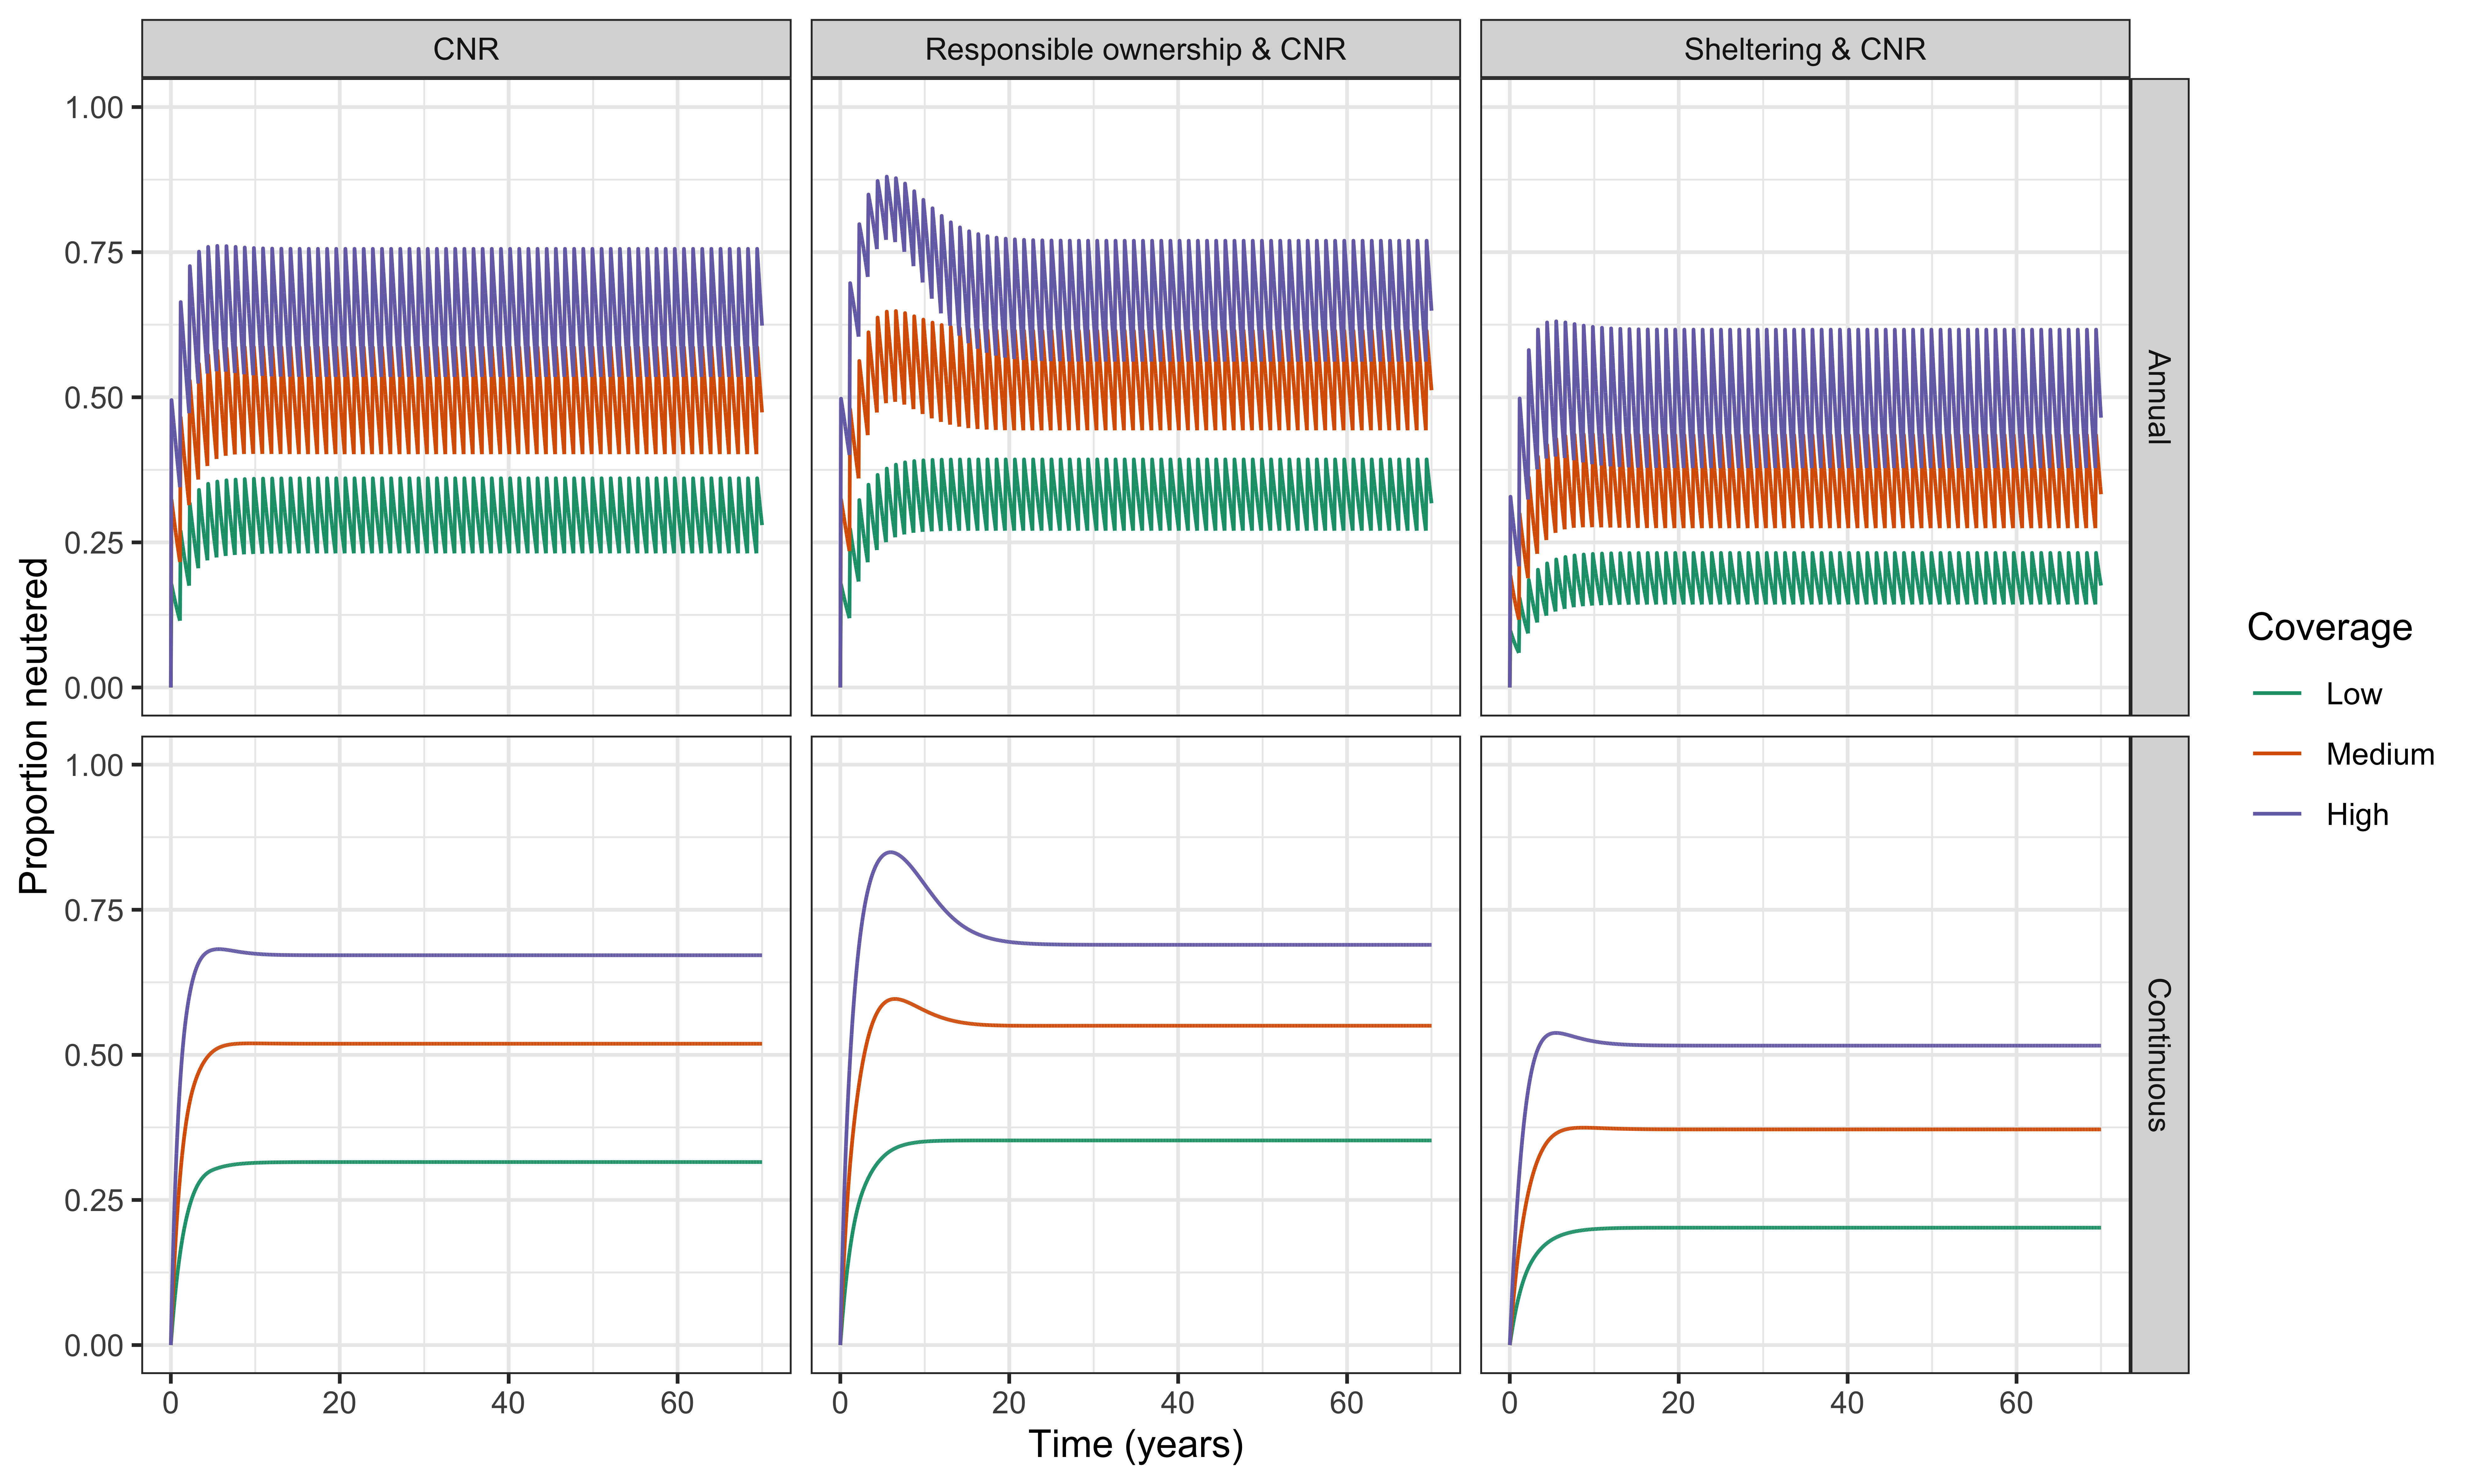 CNR
Responsible ownership & CNR
Sheltering & CNR
1.00
0.75
0.50
0.25
0.00
Annual
1.00
0.75
0.50
0.25
0.00
Continuous
0 20 40 60
0 20 40 60
0 20 40 60
Time (years)
Proportion neutered
Coverage
Low
Medium
High